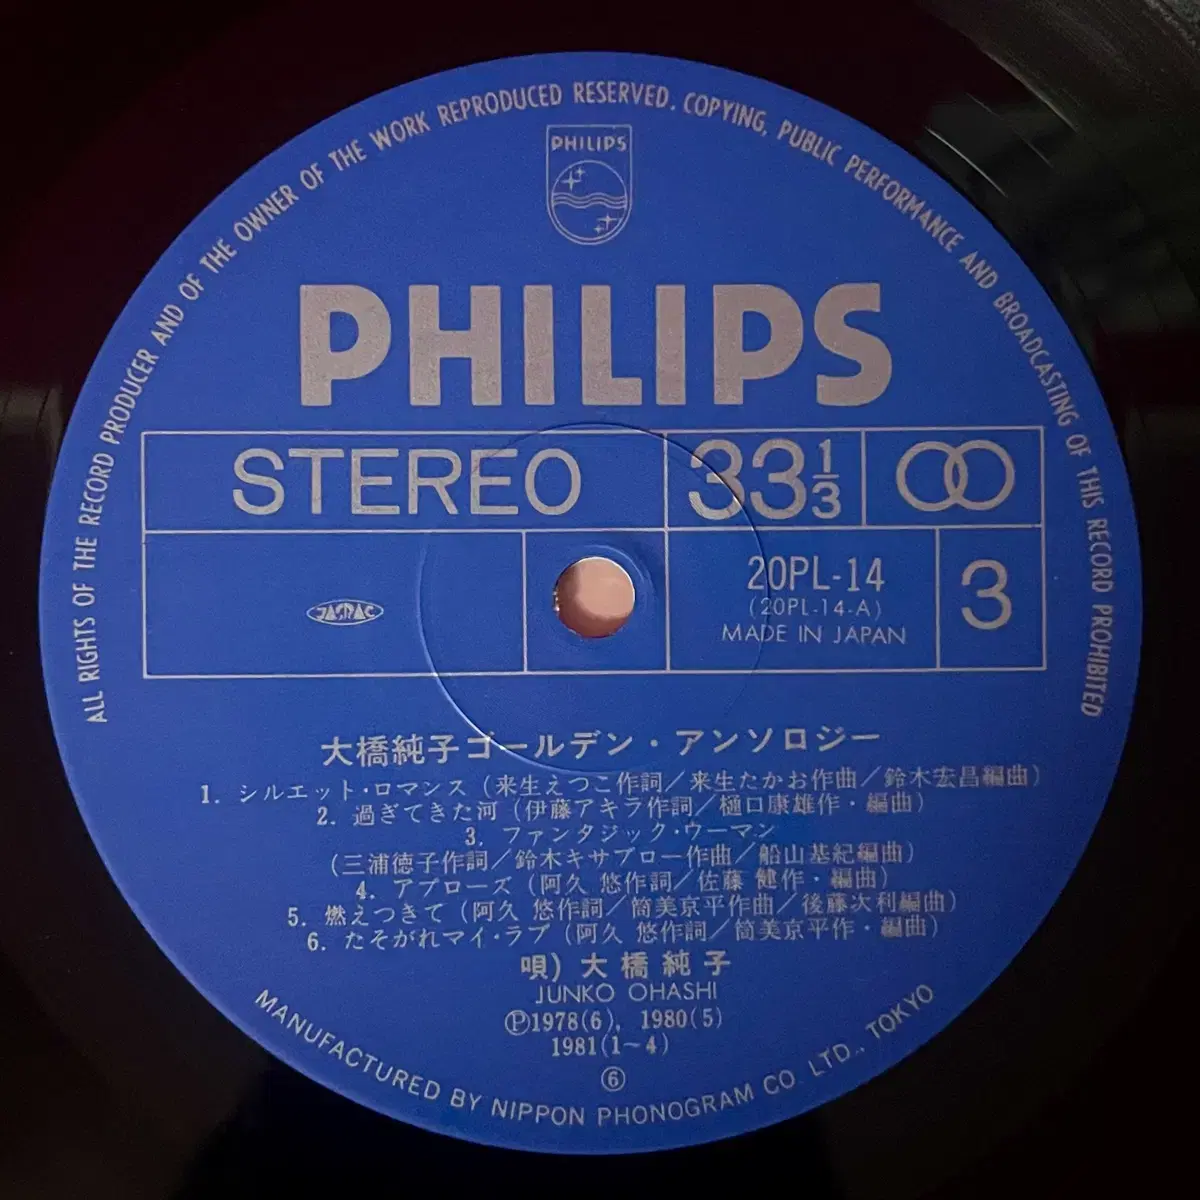 ALL RIGHTS OF THE RECORD PRODUCER AND OF THE OWNER OF THE WORK REPRODUCED RESERVED. COPYING, PUBLIC PERFORMANCE AND BROADCASTING OF THIS RECORD PROHIBITED
PHILIPS
PHILIPS
STEREO 33 1/3
JASRAC
20PL-14
(20PL-14-A)
MADE IN JAPAN
3
大橋純子ゴールデン・アンソロジー
1. シルエット・ロマンス (来生えつこ作詞/来生たかお作曲/鈴木宏昌編曲)
2. 過ぎてきた河 (伊藤アキラ作詞/樋口康雄作・編曲)
3. ファンタジック・ウーマン
(三浦徳子作詞/鈴木キサブロー作曲/船山基紀編曲)
4. アプローズ (阿久 悠作詞/佐藤 健作・編曲)
5. 燃えつきて (阿久 悠作詞/筒美京平作曲/後藤次利編曲)
6. たそがれマイ・ラブ (阿久 悠作詞/筒美京平作・編曲)
唄) 大橋純子
JUNKO OHASHI
Ⓟ1978(6), 1980(5)
1981(1~4)
⑥
MANUFACTURED BY NIPPON PHONOGRAM CO. LTD., TOKYO